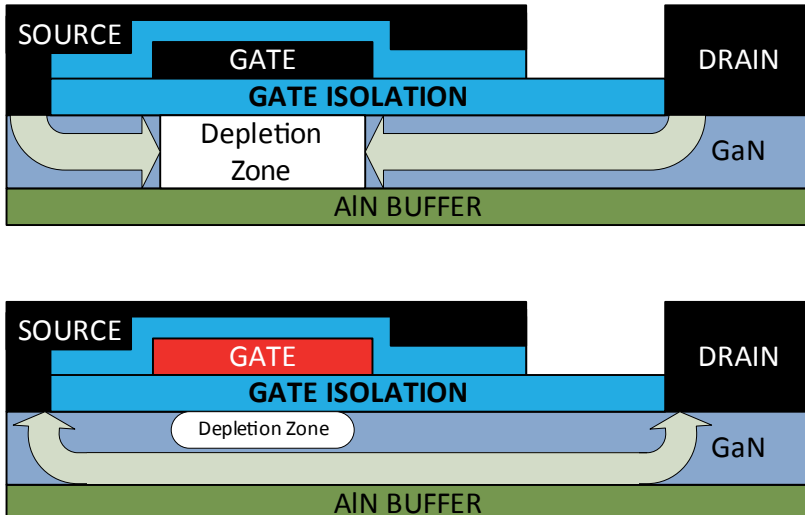 SOURCE
GATE
DRAIN
GATE ISOLATION
Depletion
Zone
GaN
AlN BUFFER
SOURCE
GATE
DRAIN
GATE ISOLATION
Depletion Zone
GaN
AlN BUFFER